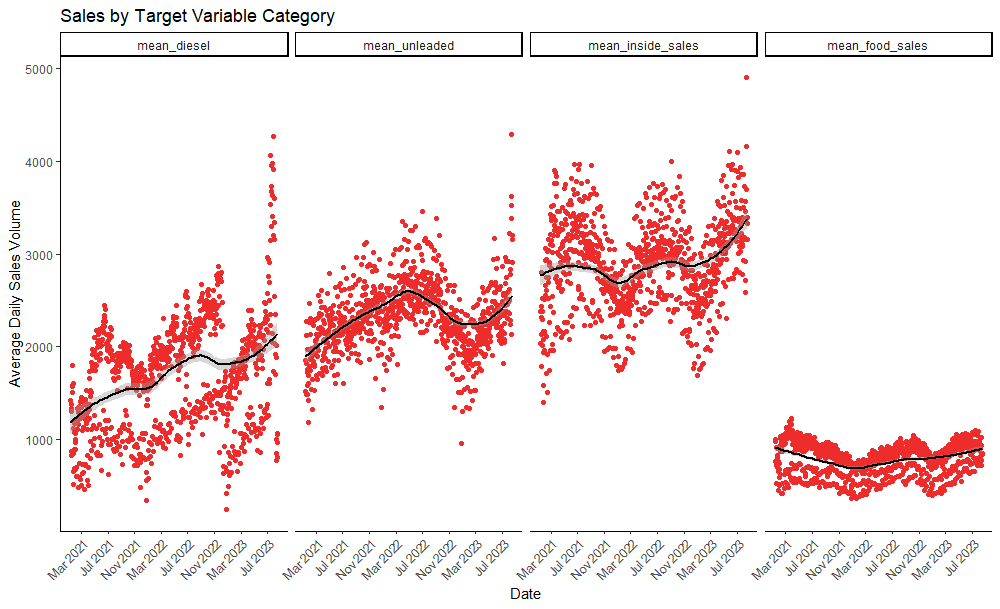 Sales by Target Variable Category
mean_diesel mean_unleaded mean_inside_sales mean_food_sales
Average Daily Sales Volume
5000
4000
3000
2000
1000
Mar 2021 Jul 2021 Nov 2021 Mar 2022 Jul 2022 Nov 2022 Mar 2023 Jul 2023 Mar 2021 Jul 2021 Nov 2021 Mar 2022 Jul 2022 Nov 2022 Mar 2023 Jul 2023 Mar 2021 Jul 2021 Nov 2021 Mar 2022 Jul 2022 Nov 2022 Mar 2023 Jul 2023 Mar 2021 Jul 2021 Nov 2021 Mar 2022 Jul 2022 Nov 2022 Mar 2023 Jul 2023
Date